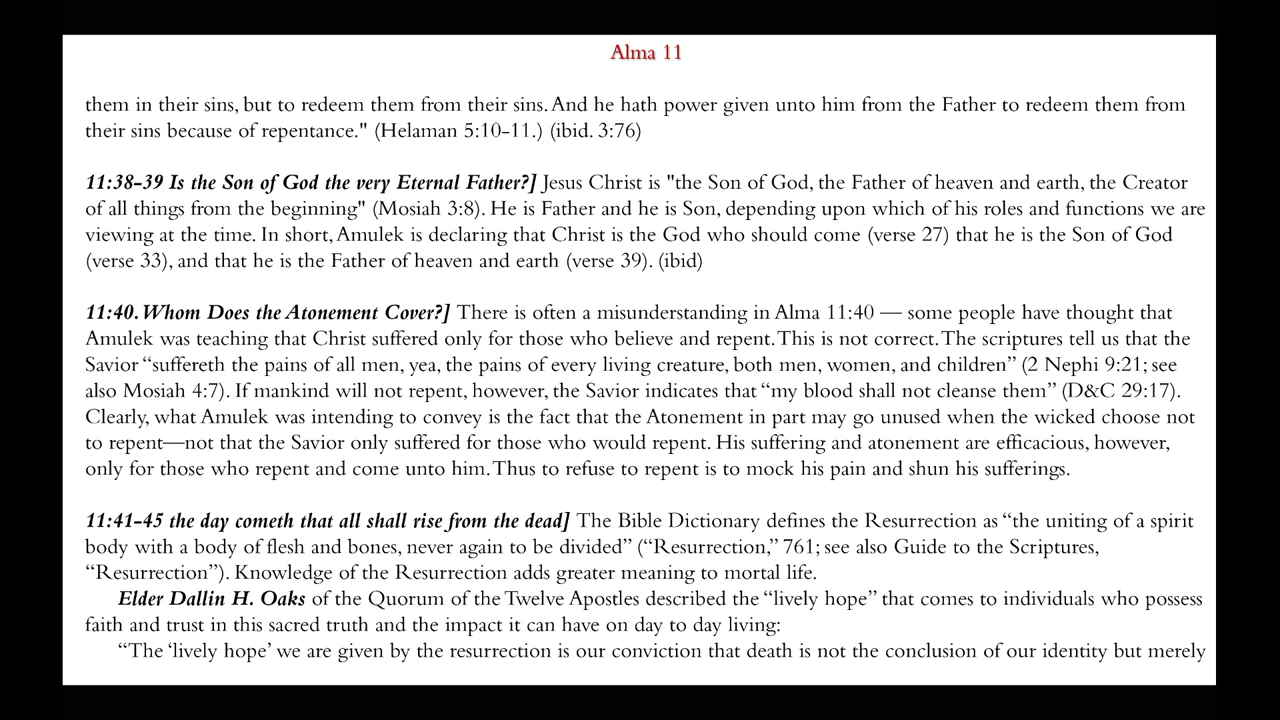 Alma 11
them in their sins, but to redeem them from their sins. And he hath power given unto him from the Father to redeem them from
their sins because of repentance." (Helaman 5:10-11.) (ibid. 3:76)
11:38-39 Is the Son of God the very Eternal Father?] Jesus Christ is "the Son of God, the Father of heaven and earth, the Creator
of all things from the beginning" (Mosiah 3:8). He is Father and he is Son, depending upon which of his roles and functions we are
viewing at the time. In short, Amulek is declaring that Christ is the God who should come (verse 27) that he is the Son of God
(verse 33), and that he is the Father of heaven and earth (verse 39). (ibid)
11:40. Whom Does the Atonement Cover?] There is often a misunderstanding in Alma 11:40 — some people have thought that
Amulek was teaching that Christ suffered only for those who believe and repent. This is not correct. The scriptures tell us that the
Savior “suffereth the pains of all men, yea, the pains of every living creature, both men, women, and children” (2 Nephi 9:21; see
also Mosiah 4:7). If mankind will not repent, however, the Savior indicates that “my blood shall not cleanse them” (D&C 29:17).
Clearly, what Amulek was intending to convey is the fact that the Atonement in part may go unused when the wicked choose not
to repent—not that the Savior only suffered for those who would repent. His suffering and atonement are efficacious, however,
only for those who repent and come unto him. Thus to refuse to repent is to mock his pain and shun his sufferings.
11:41-45 the day cometh that all shall rise from the dead] The Bible Dictionary defines the Resurrection as “the uniting of a spirit
body with a body of flesh and bones, never again to be divided” (“Resurrection,” 761; see also Guide to the Scriptures,
“Resurrection”). Knowledge of the Resurrection adds greater meaning to mortal life.
Elder Dallin H. Oaks of the Quorum of the Twelve Apostles described the “lively hope” that comes to individuals who possess
faith and trust in this sacred truth and the impact it can have on day to day living:
“The ‘lively hope’ we are given by the resurrection is our conviction that death is not the conclusion of our identity but merely